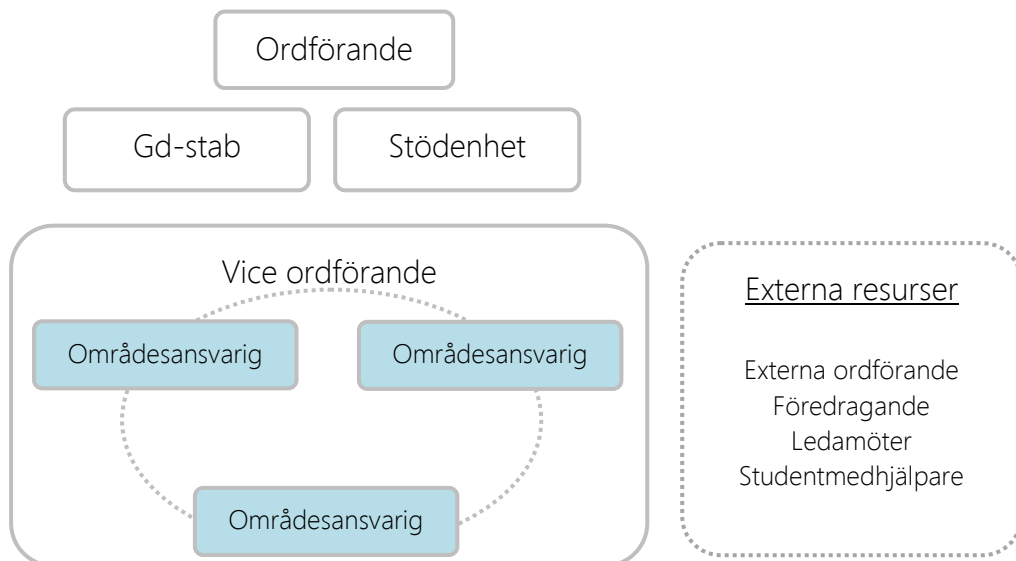 Ordförande
Gd-stab
Stödenhet
Vice ordförande
Områdesansvarig
Områdesansvarig
Områdesansvarig
Externa resurser
Externa ordförande
Föredragande
Ledamöter
Studentmedhjälpare